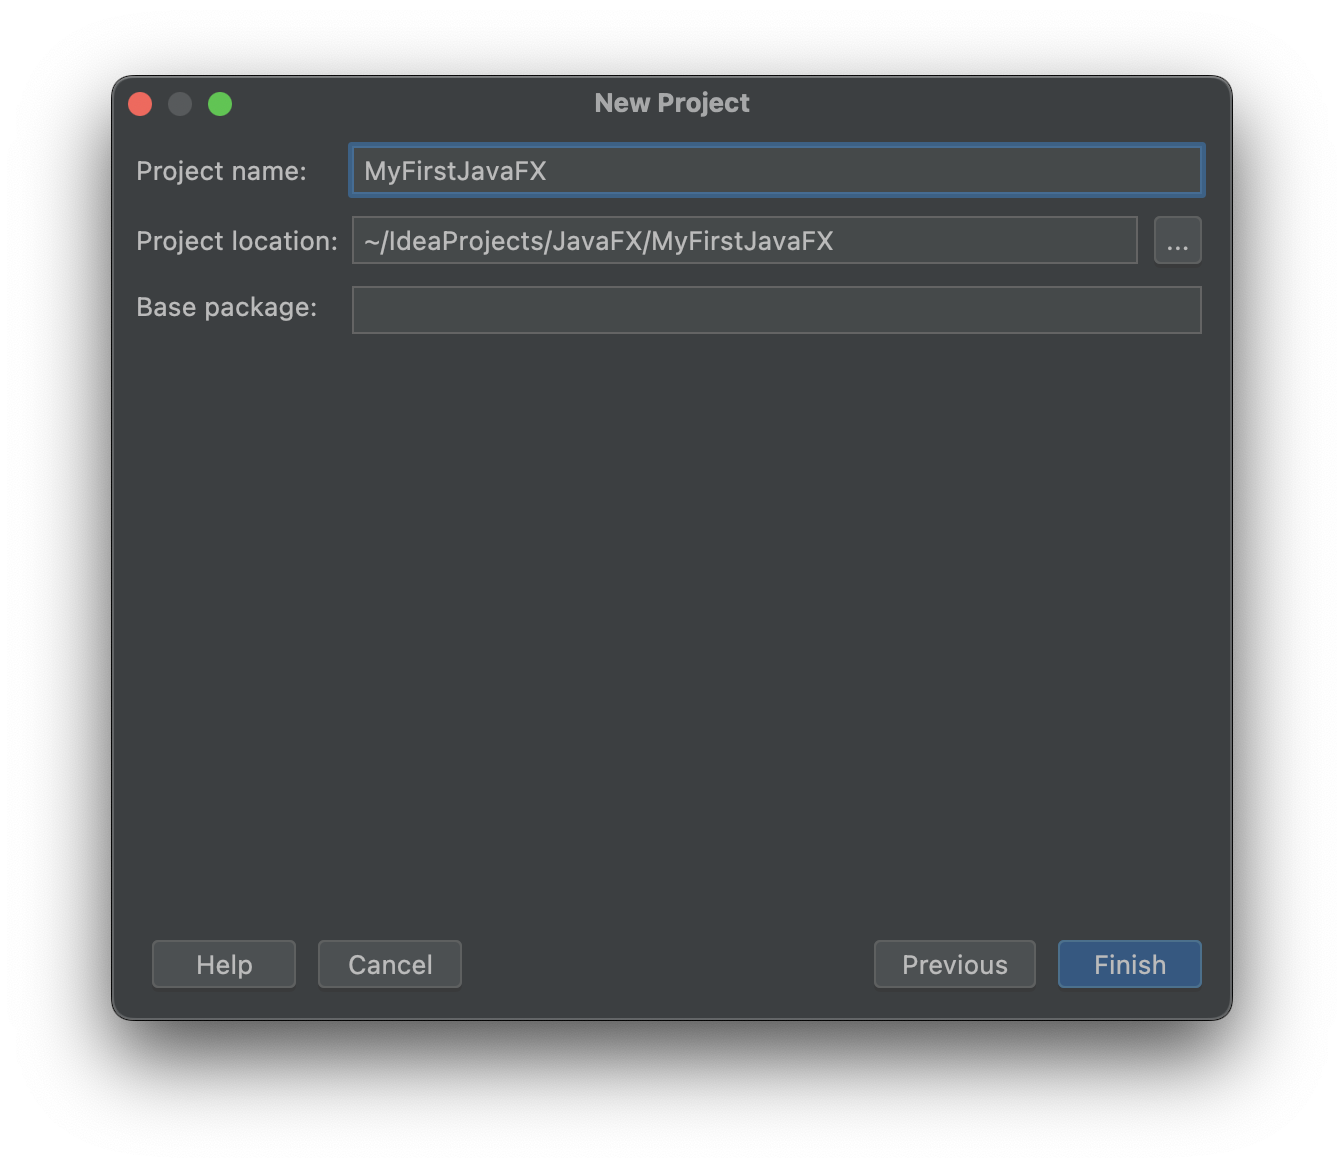 New Project
Project name: MyFirstJavaFX
Project location: ~/IdeaProjects/JavaFX/MyFirstJavaFX ...
Base package:
Help Cancel Previous Finish